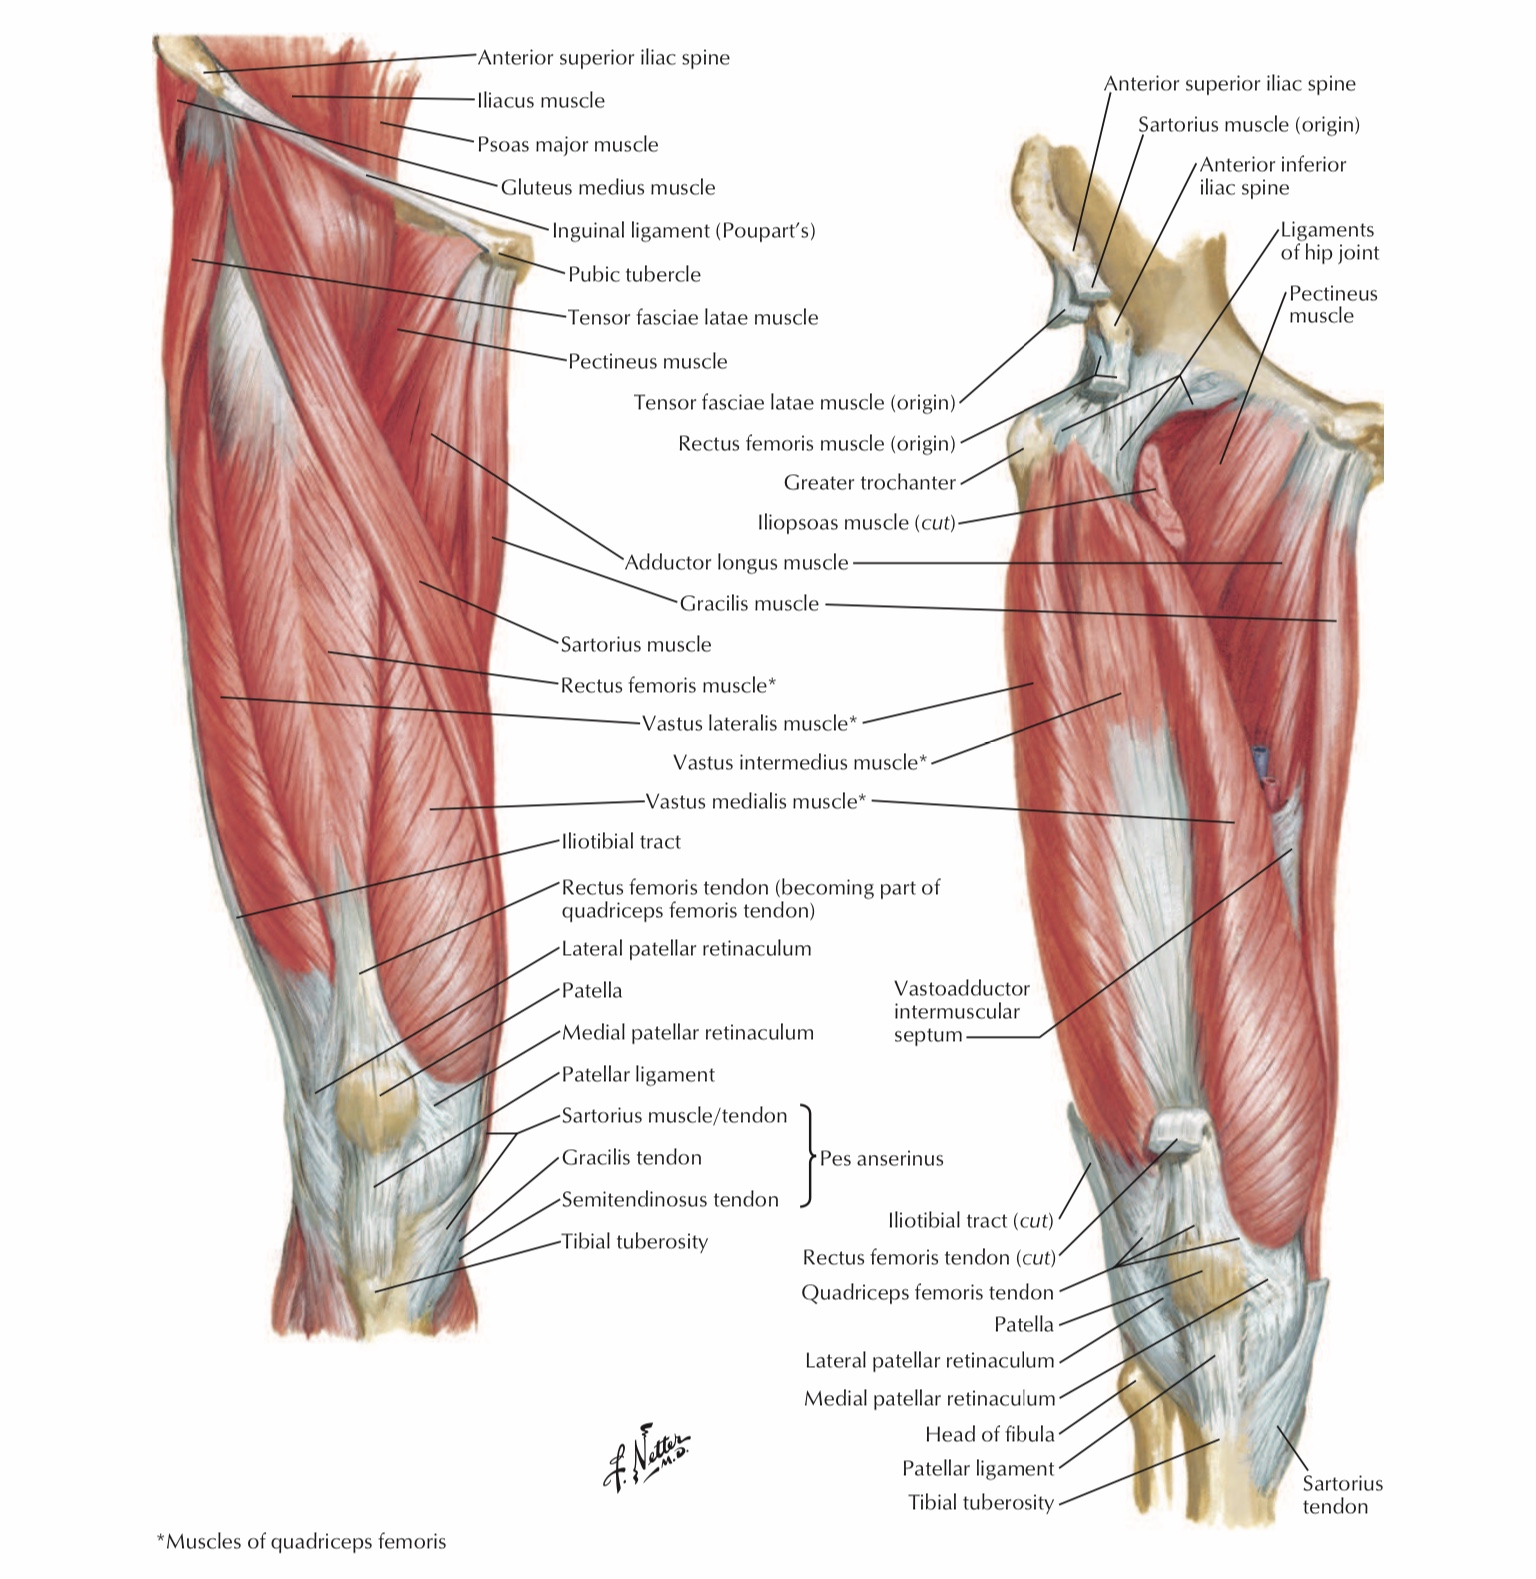 Anterior superior iliac spine
Iliacus muscle
Psoas major muscle
Gluteus medius muscle
Inguinal ligament (Poupart's)
Pubic tubercle
Tensor fasciae latae muscle
Pectineus muscle
Anterior superior iliac spine
Sartorius muscle (origin)
Anterior inferior
iliac spine
Ligaments
of hip joint
Pectineus
muscle
Tensor fasciae latae muscle (origin)
Rectus femoris muscle (origin)
Greater trochanter
Iliopsoas muscle (cut)
Adductor longus muscle
Gracilis muscle
Sartorius muscle
Rectus femoris muscle*
Vastus lateralis muscle*
Vastus intermedius muscle*
Vastus medialis muscle*
Iliotibial tract
Rectus femoris tendon (becoming part of
quadriceps femoris tendon)
Lateral patellar retinaculum
Patella
Medial patellar retinaculum
Patellar ligament
Sartorius muscle/tendon
Gracilis tendon
Semitendinosus tendon
Pes anserinus
Tibial tuberosity
Vastoadductor
intermuscular
septum
Iliotibial tract (cut)
Rectus femoris tendon (cut)
Quadriceps femoris tendon
Patella
Lateral patellar retinaculum
Medial patellar retinaculum
Head of fibula
Patellar ligament
Tibial tuberosity
Sartorius
tendon
F. Netter
M.D.
*Muscles of quadriceps femoris